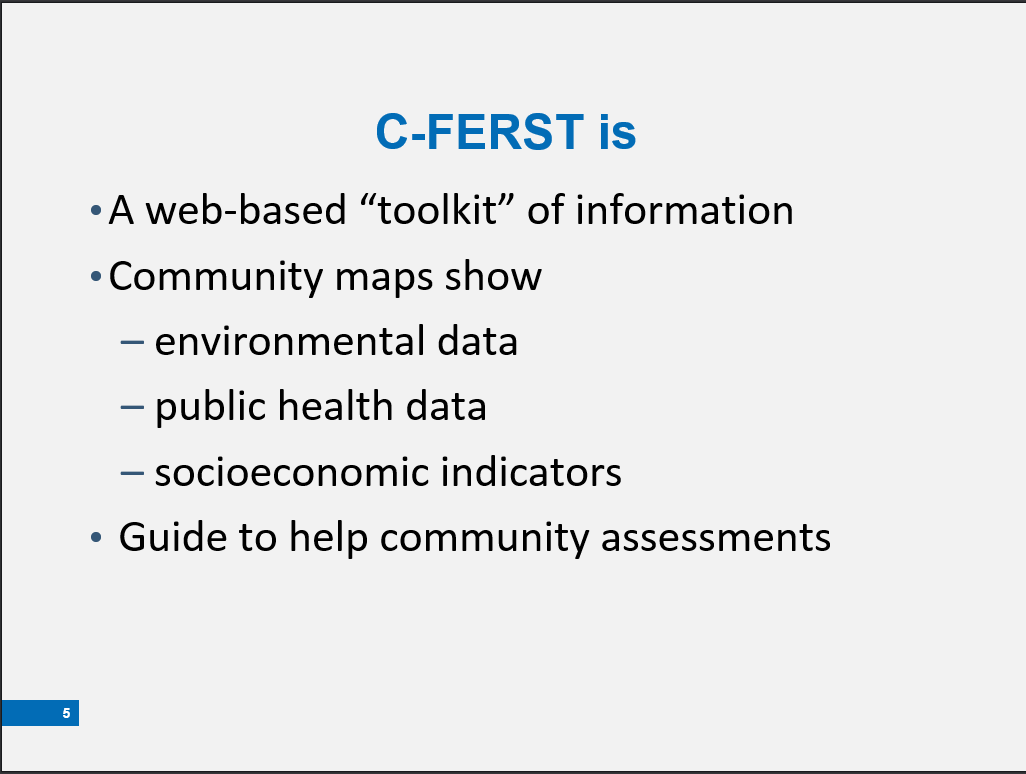 C-FERST is
• A web-based “toolkit” of information
• Community maps show
– environmental data
– public health data
– socioeconomic indicators
• Guide to help community assessments
5